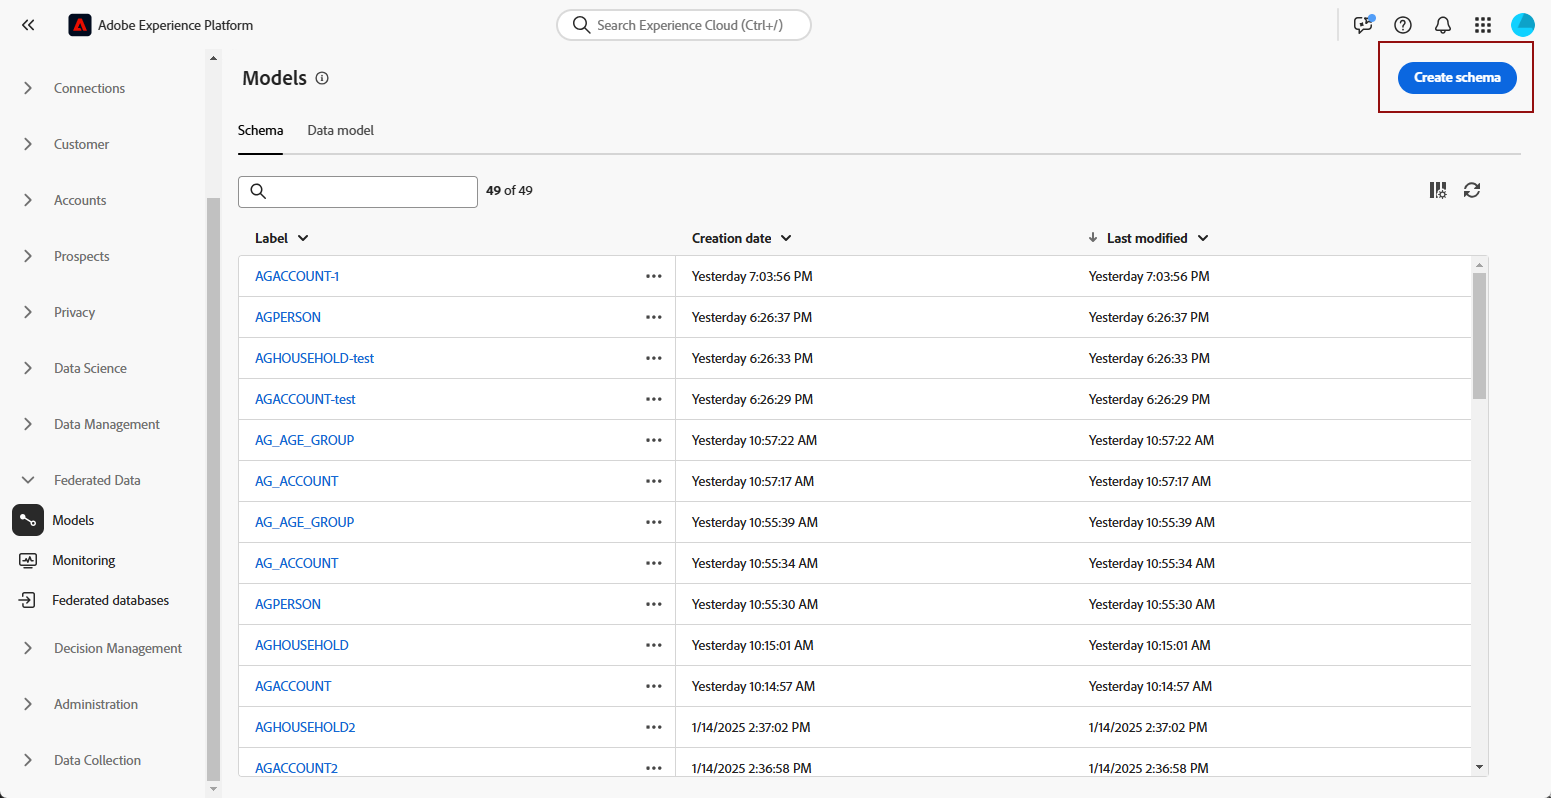 Adobe Experience Platform
Search Experience Cloud (Ctrl+/)
Connections
Customer
Accounts
Prospects
Privacy
Data Science
Data Management
Federated Data
Models
Monitoring
Federated databases
Decision Management
Administration
Data Collection
Models
Create schema
Schema Data model
49 of 49
Label Creation date Last modified
AGACCOUNT-1 Yesterday 7:03:56 PM Yesterday 7:03:56 PM
AGPERSON Yesterday 6:26:37 PM Yesterday 6:26:37 PM
AGHOUSEHOLD-test Yesterday 6:26:33 PM Yesterday 6:26:33 PM
AGACCOUNT-test Yesterday 6:26:29 PM Yesterday 6:26:29 PM
AG_AGE_GROUP Yesterday 10:57:22 AM Yesterday 10:57:22 AM
AG_ACCOUNT Yesterday 10:57:17 AM Yesterday 10:57:17 AM
AG_AGE_GROUP Yesterday 10:55:39 AM Yesterday 10:55:39 AM
AG_ACCOUNT Yesterday 10:55:34 AM Yesterday 10:55:34 AM
AGPERSON Yesterday 10:55:30 AM Yesterday 10:55:30 AM
AGHOUSEHOLD Yesterday 10:15:01 AM Yesterday 10:15:01 AM
AGACCOUNT Yesterday 10:14:57 AM Yesterday 10:14:57 AM
AGHOUSEHOLD2 1/14/2025 2:37:02 PM 1/14/2025 2:37:02 PM
AGACCOUNT2 1/14/2025 2:36:58 PM 1/14/2025 2:36:58 PM